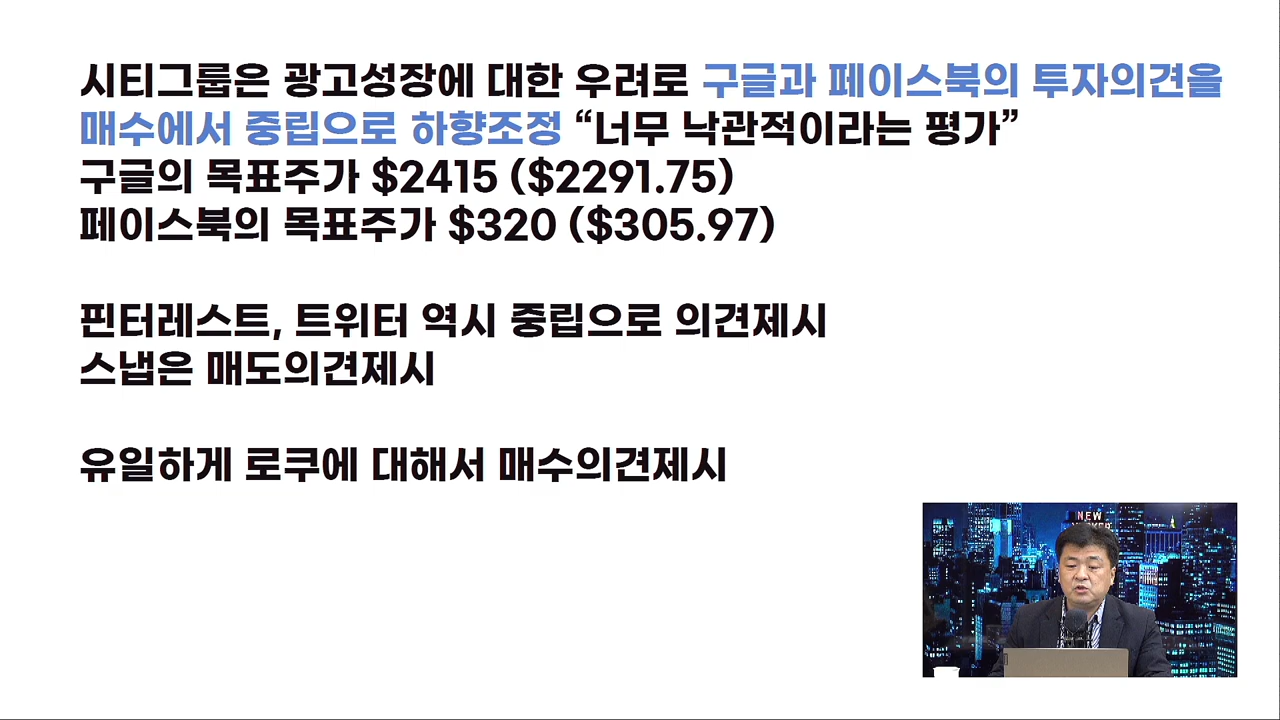 시티그룹은 광고성장에 대한 우려로 구글과 페이스북의 투자의견을
매수에서 중립으로 하향조정 “너무 낙관적이라는 평가”
구글의 목표주가 $2415 ($2291.75)
페이스북의 목표주가 $320 ($305.97)
핀터레스트, 트위터 역시 중립으로 의견제시
스냅은 매도의견제시
유일하게 로쿠에 대해서 매수의견제시
NEW